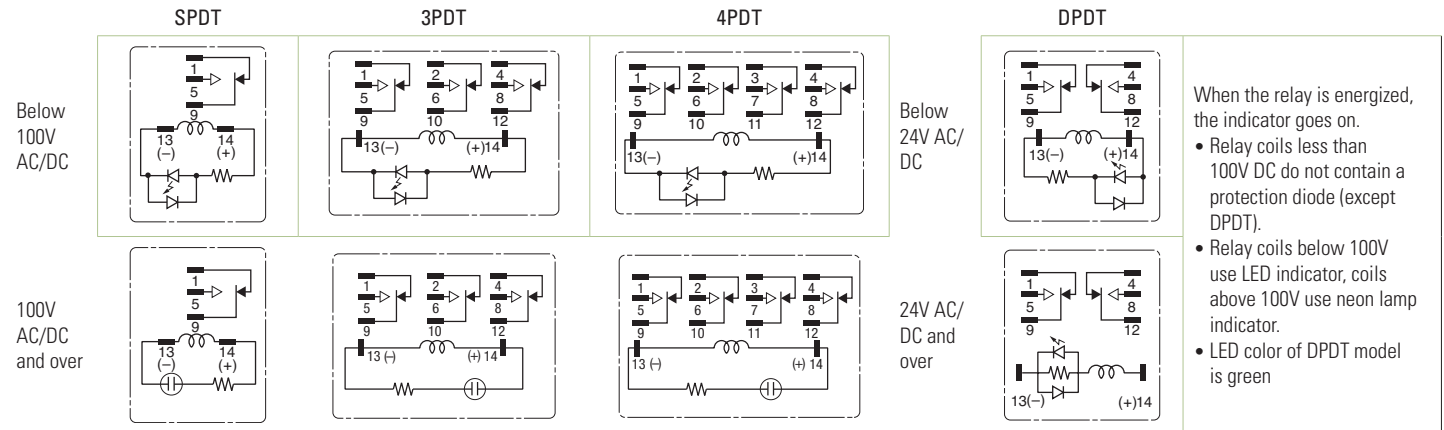 SPDT
3PDT
4PDT
DPDT
Below
100V
AC/DC
1
5
9
13
14
(–)
(+)
1
2
4
5
6
8
9
10
12
13(–)
(+)14
1
2
3
4
5
6
7
8
9
10
11
12
13(–)
(+)14
Below
24V AC/
DC
1
4
5
8
9
12
13(–)
(+)14
When the relay is energized,
the indicator goes on.
• Relay coils less than
100V DC do not contain a
protection diode (except
DPDT).
• Relay coils below 100V
use LED indicator, coils
above 100V use neon lamp
indicator.
• LED color of DPDT model
is green
100V
AC/DC
and over
1
5
9
13
14
(–)
(+)
1
2
4
5
6
8
9
10
12
13 (–)
(+) 14
1
2
3
4
5
6
7
8
9
10
11
12
13 (–)
(+) 14
24V AC/
DC and
over
1
4
5
8
9
12
13(–)
(+)14